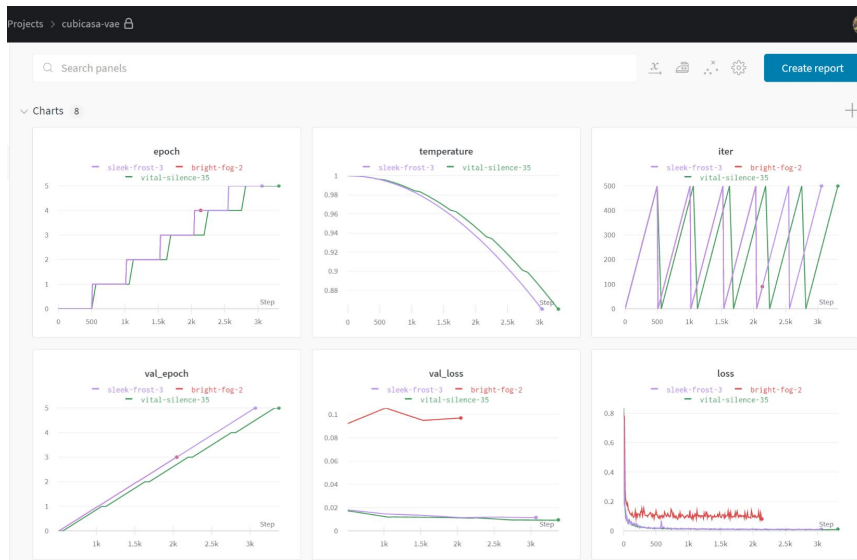 Projects > cubicasa-vae
Search panels
Create report
Charts 8
epoch
sleek-frost-3 bright-fog-2
vital-silence-35
5
4
3
2
1
0
Step
0 500 1k 1.5k 2k 2.5k 3k
temperature
sleek-frost-3 vital-silence-35
1
0.98
0.96
0.94
0.92
0.9
0.88
Step
0 500 1k 1.5k 2k 2.5k 3k
iter
sleek-frost-3 bright-fog-2
vital-silence-35
500
400
300
200
100
0
Step
0 500 1k 1.5k 2k 2.5k 3k
val_epoch
sleek-frost-3 bright-fog-2
vital-silence-35
5
4
3
2
1
0
Step
1k 1.5k 2k 2.5k 3k
val_loss
sleek-frost-3 bright-fog-2
vital-silence-35
0.1
0.08
0.06
0.04
0.02
0
Step
1k 1.5k 2k 2.5k 3k
loss
sleek-frost-3 bright-fog-2
vital-silence-35
0.8
0.6
0.4
0.2
0
Step
0 500 1k 1.5k 2k 2.5k 3k